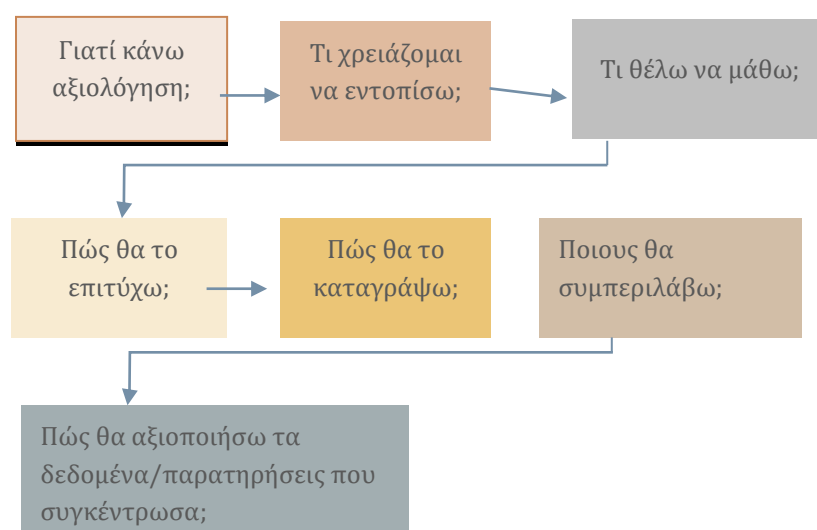 Γιατί κάνω
αξιολόγηση;
Τι χρειάζομαι
να εντοπίσω;
Τι θέλω να μάθω;
Πώς θα το
επιτύχω;
Πώς θα το
καταγράψω;
Ποιους θα
συμπεριλάβω;
Πώς θα αξιοποιήσω τα
δεδομένα/παρατηρήσεις που
συγκέντρωσα;